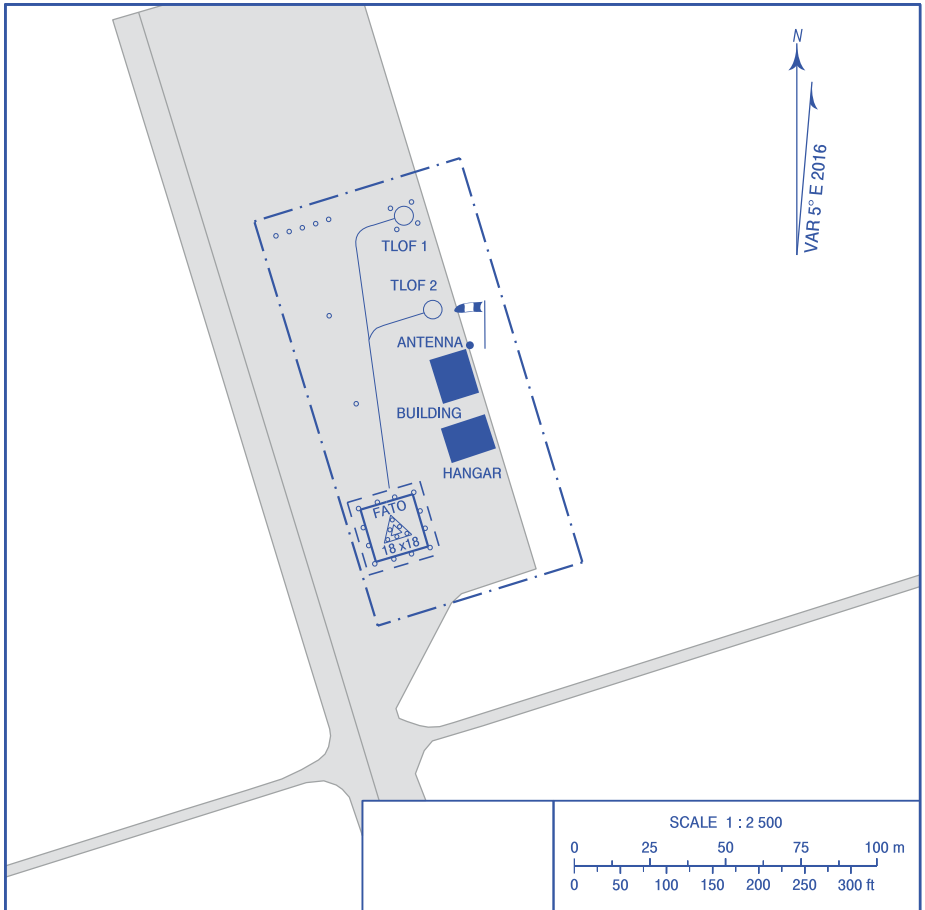 N
VAR 5° E 2016
TLOF 1
TLOF 2
ANTENNA
BUILDING
HANGAR
FATO
18 x18
SCALE 1 : 2 500
0 25 50 75 100 m
0 50 100 150 200 250 300 ft